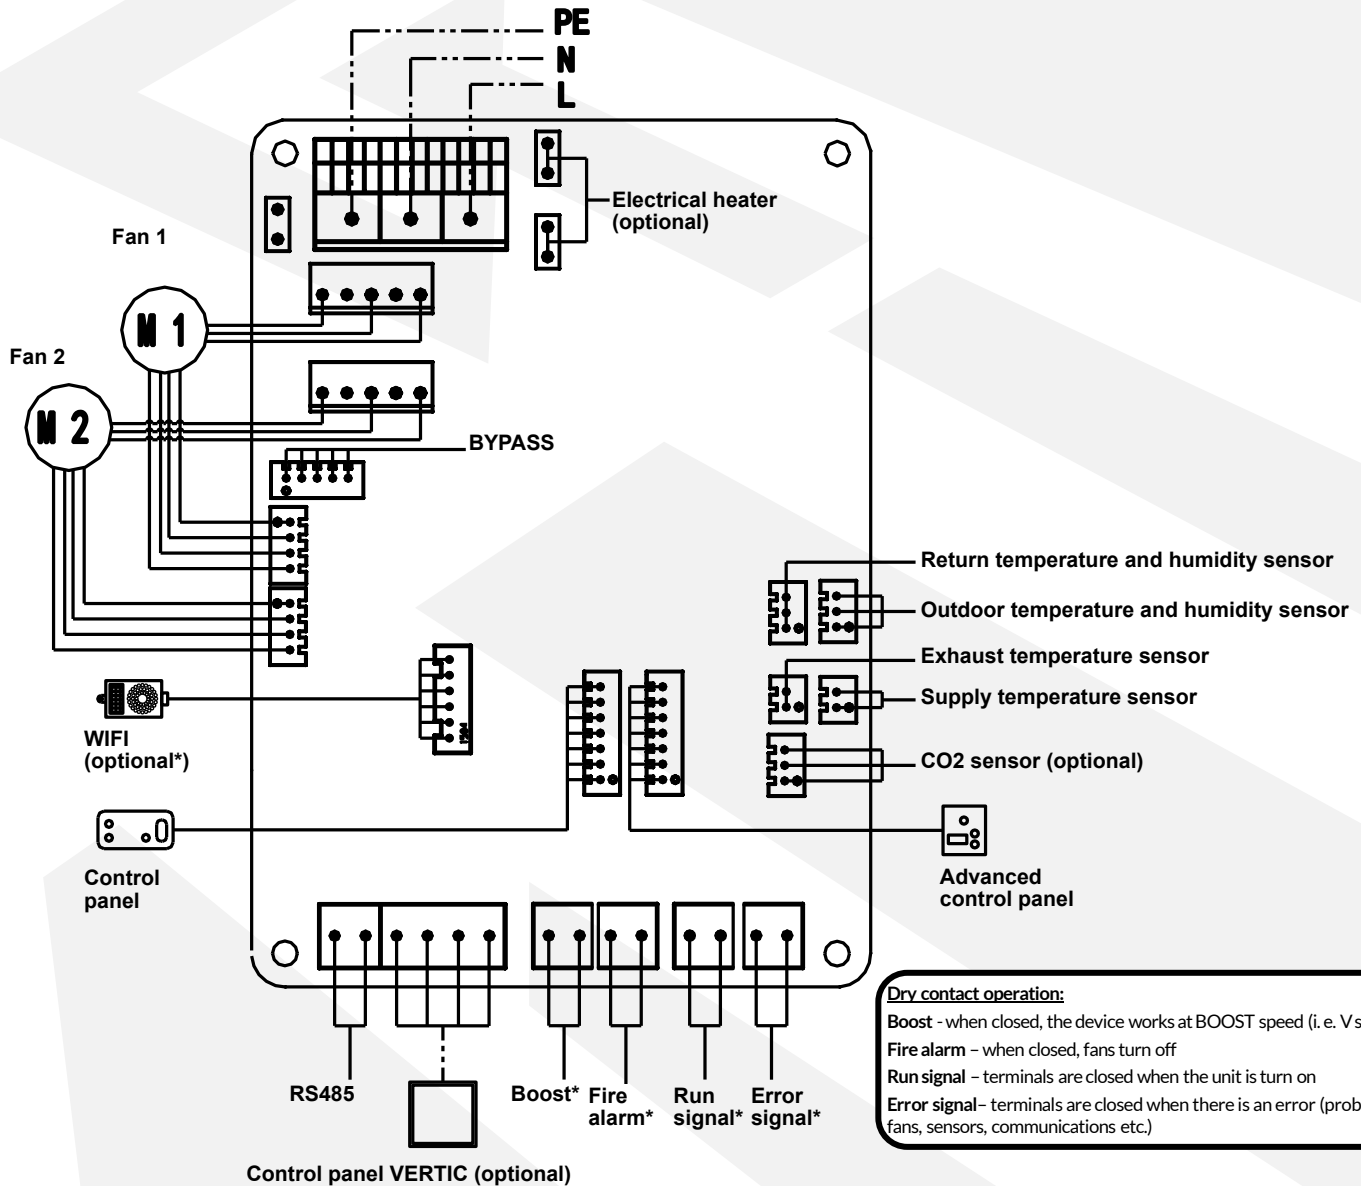 PE
N
L
Electrical heater
(optional)
Fan 1
M 1
Fan 2
M 2
BYPASS
Return temperature and humidity sensor
Outdoor temperature and humidity sensor
Exhaust temperature sensor
Supply temperature sensor
CO2 sensor (optional)
WIFI
(optional*)
Control
panel
Advanced
control panel
RS485
Boost*
Fire
alarm*
Run
signal*
Error
signal*
Control panel VERTIC (optional)
Dry contact operation:
Boost - when closed, the device works at BOOST speed (i. e. V s
Fire alarm – when closed, fans turn off
Run signal – terminals are closed when the unit is turn on
Error signal– terminals are closed when there is an error (prob
fans, sensors, communications etc.)